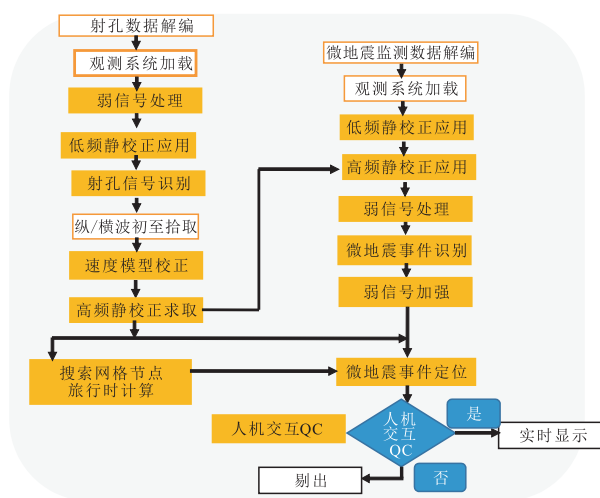 射孔数据解编
观测系统加载
弱信号处理
低频静校正应用
射孔信号识别
纵/横波初至拾取
速度模型校正
高频静校正求取
搜索网格节点
旅行时计算
微地震监测数据解编
观测系统加载
低频静校正应用
高频静校正应用
弱信号处理
微地震事件识别
弱信号加强
微地震事件定位
人机交互QC
人机
交互
QC
是
实时显示
否
剔出